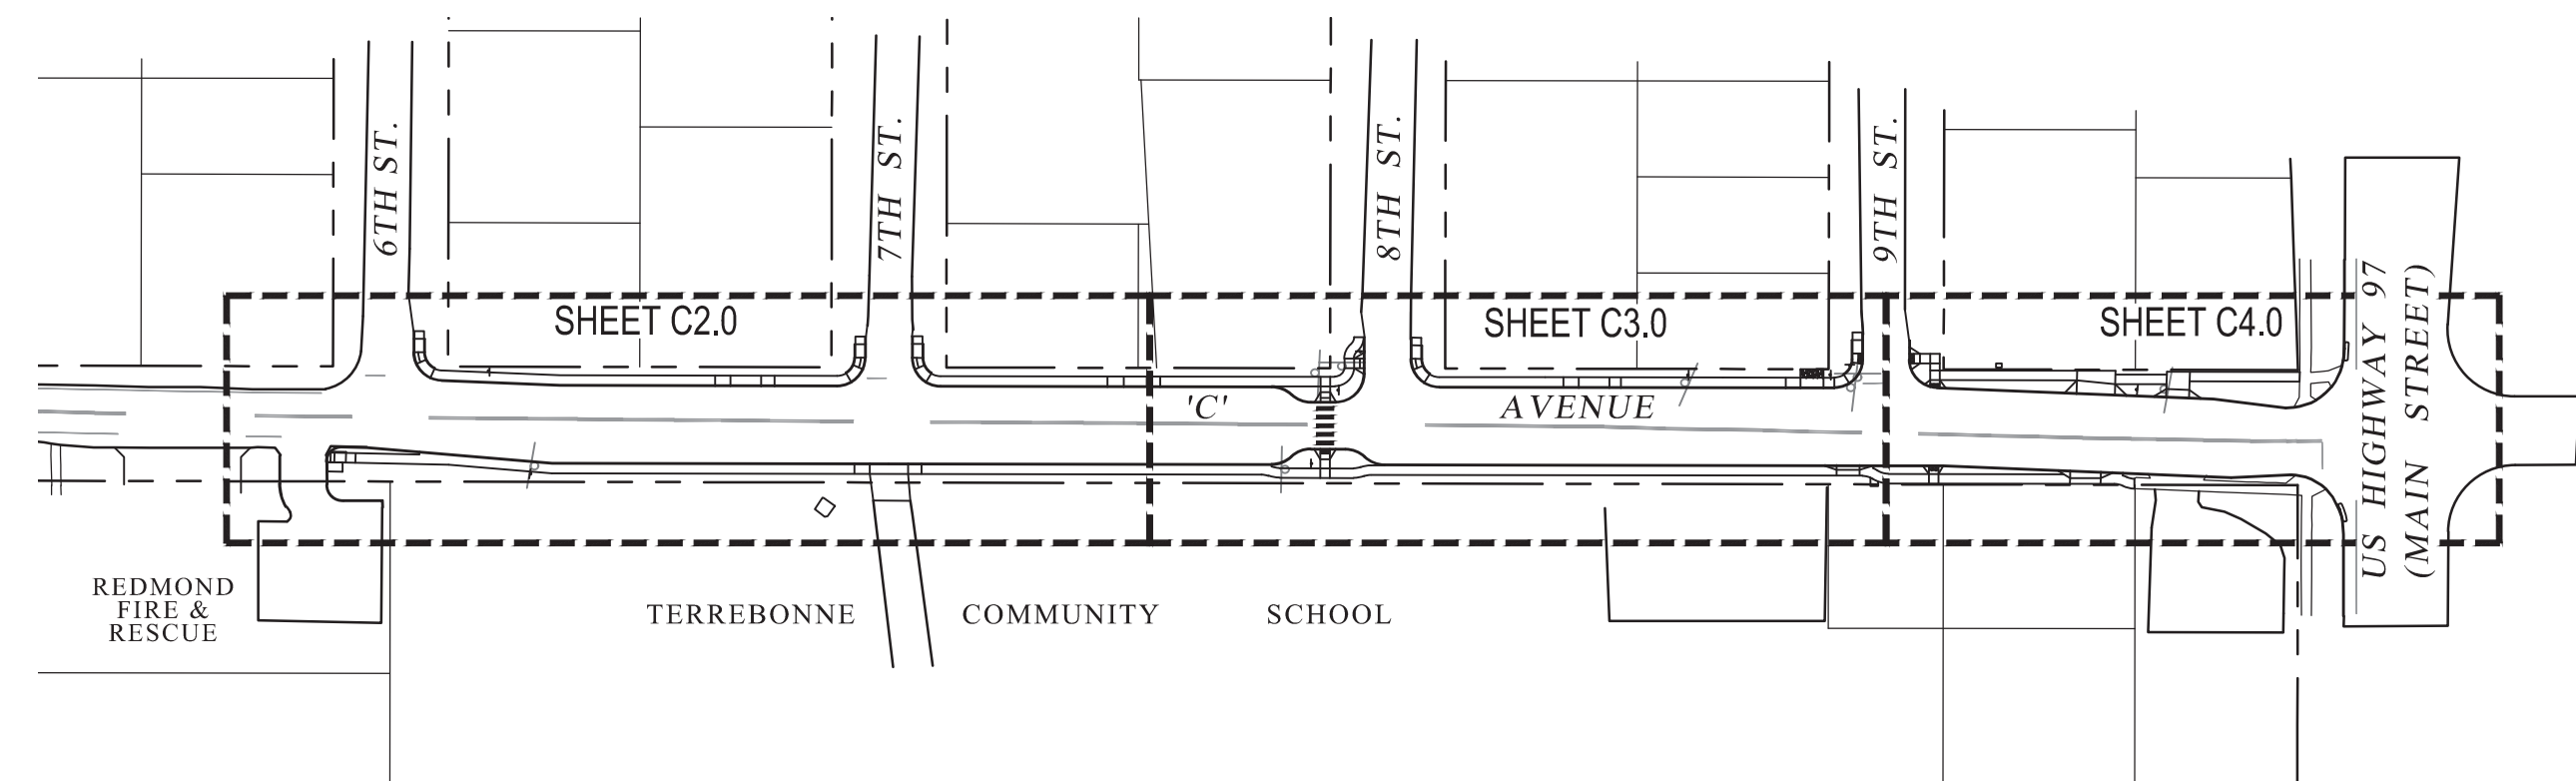 6TH ST.
7TH ST.
8TH ST.
9TH ST.
SHEET C2.0
SHEET C3.0
SHEET C4.0
'C' AVENUE
US HIGHWAY 97
(MAIN STREET)
REDMOND
FIRE &
RESCUE
TERREBONNE COMMUNITY SCHOOL